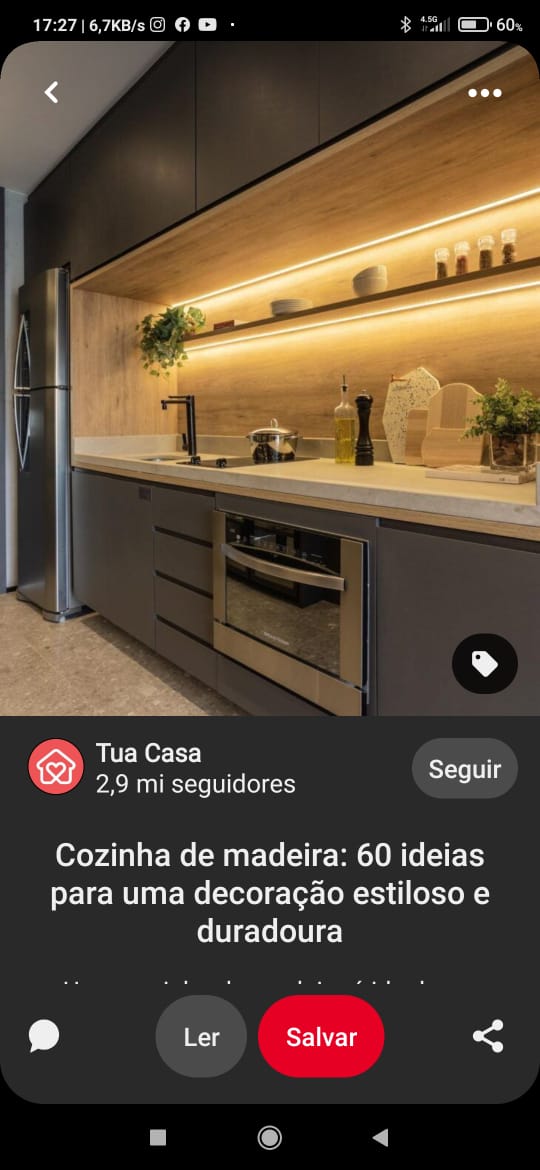 17:27 | 6,7KB/s
4.5G
60%
Tua Casa
2,9 mi seguidores
Seguir
Cozinha de madeira: 60 ideias
para uma decoração estiloso e
duradoura
Ler
Salvar